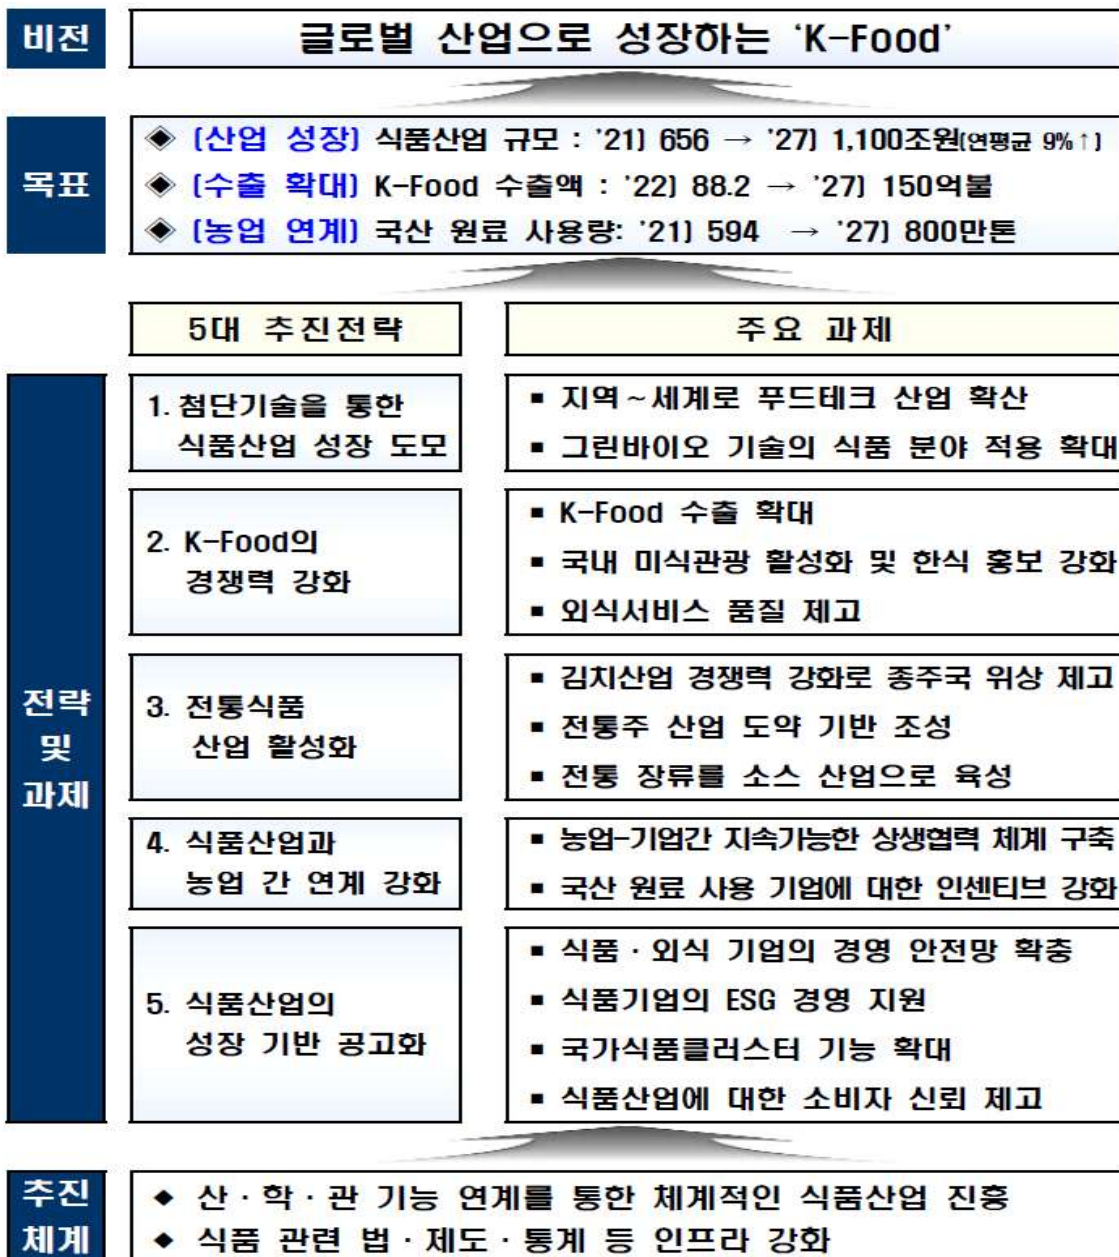 비전
글로벌 산업으로 성장하는 ‘K-Food’
목표
◈ [산업 성장] 식품산업 규모 : ’21) 656 → ’27) 1,100조원(연평균 9%↑)
◈ [수출 확대] K-Food 수출액 : ’22) 88.2 → ’27) 150억불
◈ [농업 연계] 국산 원료 사용량: ’21) 594 → ’27) 800만톤
5대 추진전략
주요 과제
전략
및
과제
1. 첨단기술을 통한
식품산업 성장 도모
▪ 지역~세계로 푸드테크 산업 확산
▪ 그린바이오 기술의 식품 분야 적용 확대
2. K-Food의
경쟁력 강화
▪ K-Food 수출 확대
▪ 국내 미식관광 활성화 및 한식 홍보 강화
▪ 외식서비스 품질 제고
3. 전통식품
산업 활성화
▪ 김치산업 경쟁력 강화로 종주국 위상 제고
▪ 전통주 산업 도약 기반 조성
▪ 전통 장류를 소스 산업으로 육성
4. 식품산업과
농업 간 연계 강화
▪ 농업-기업간 지속가능한 상생협력 체계 구축
▪ 국산 원료 사용 기업에 대한 인센티브 강화
5. 식품산업의
성장 기반 공고화
▪ 식품·외식 기업의 경영 안전망 확충
▪ 식품기업의 ESG 경영 지원
▪ 국가식품클러스터 기능 확대
▪ 식품산업에 대한 소비자 신뢰 제고
추진
체계
◆ 산·학·관 기능 연계를 통한 체계적인 식품산업 진흥
◆ 식품 관련 법·제도·통계 등 인프라 강화